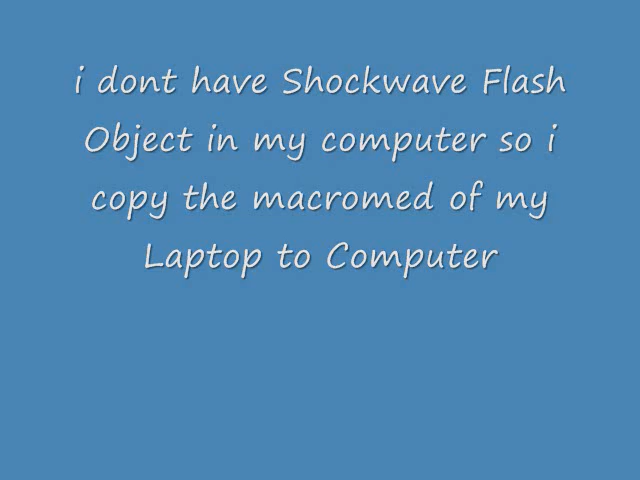 i dont have Shockwave Flash
Object in my computer so i
copy the macromed of my
Laptop to Computer